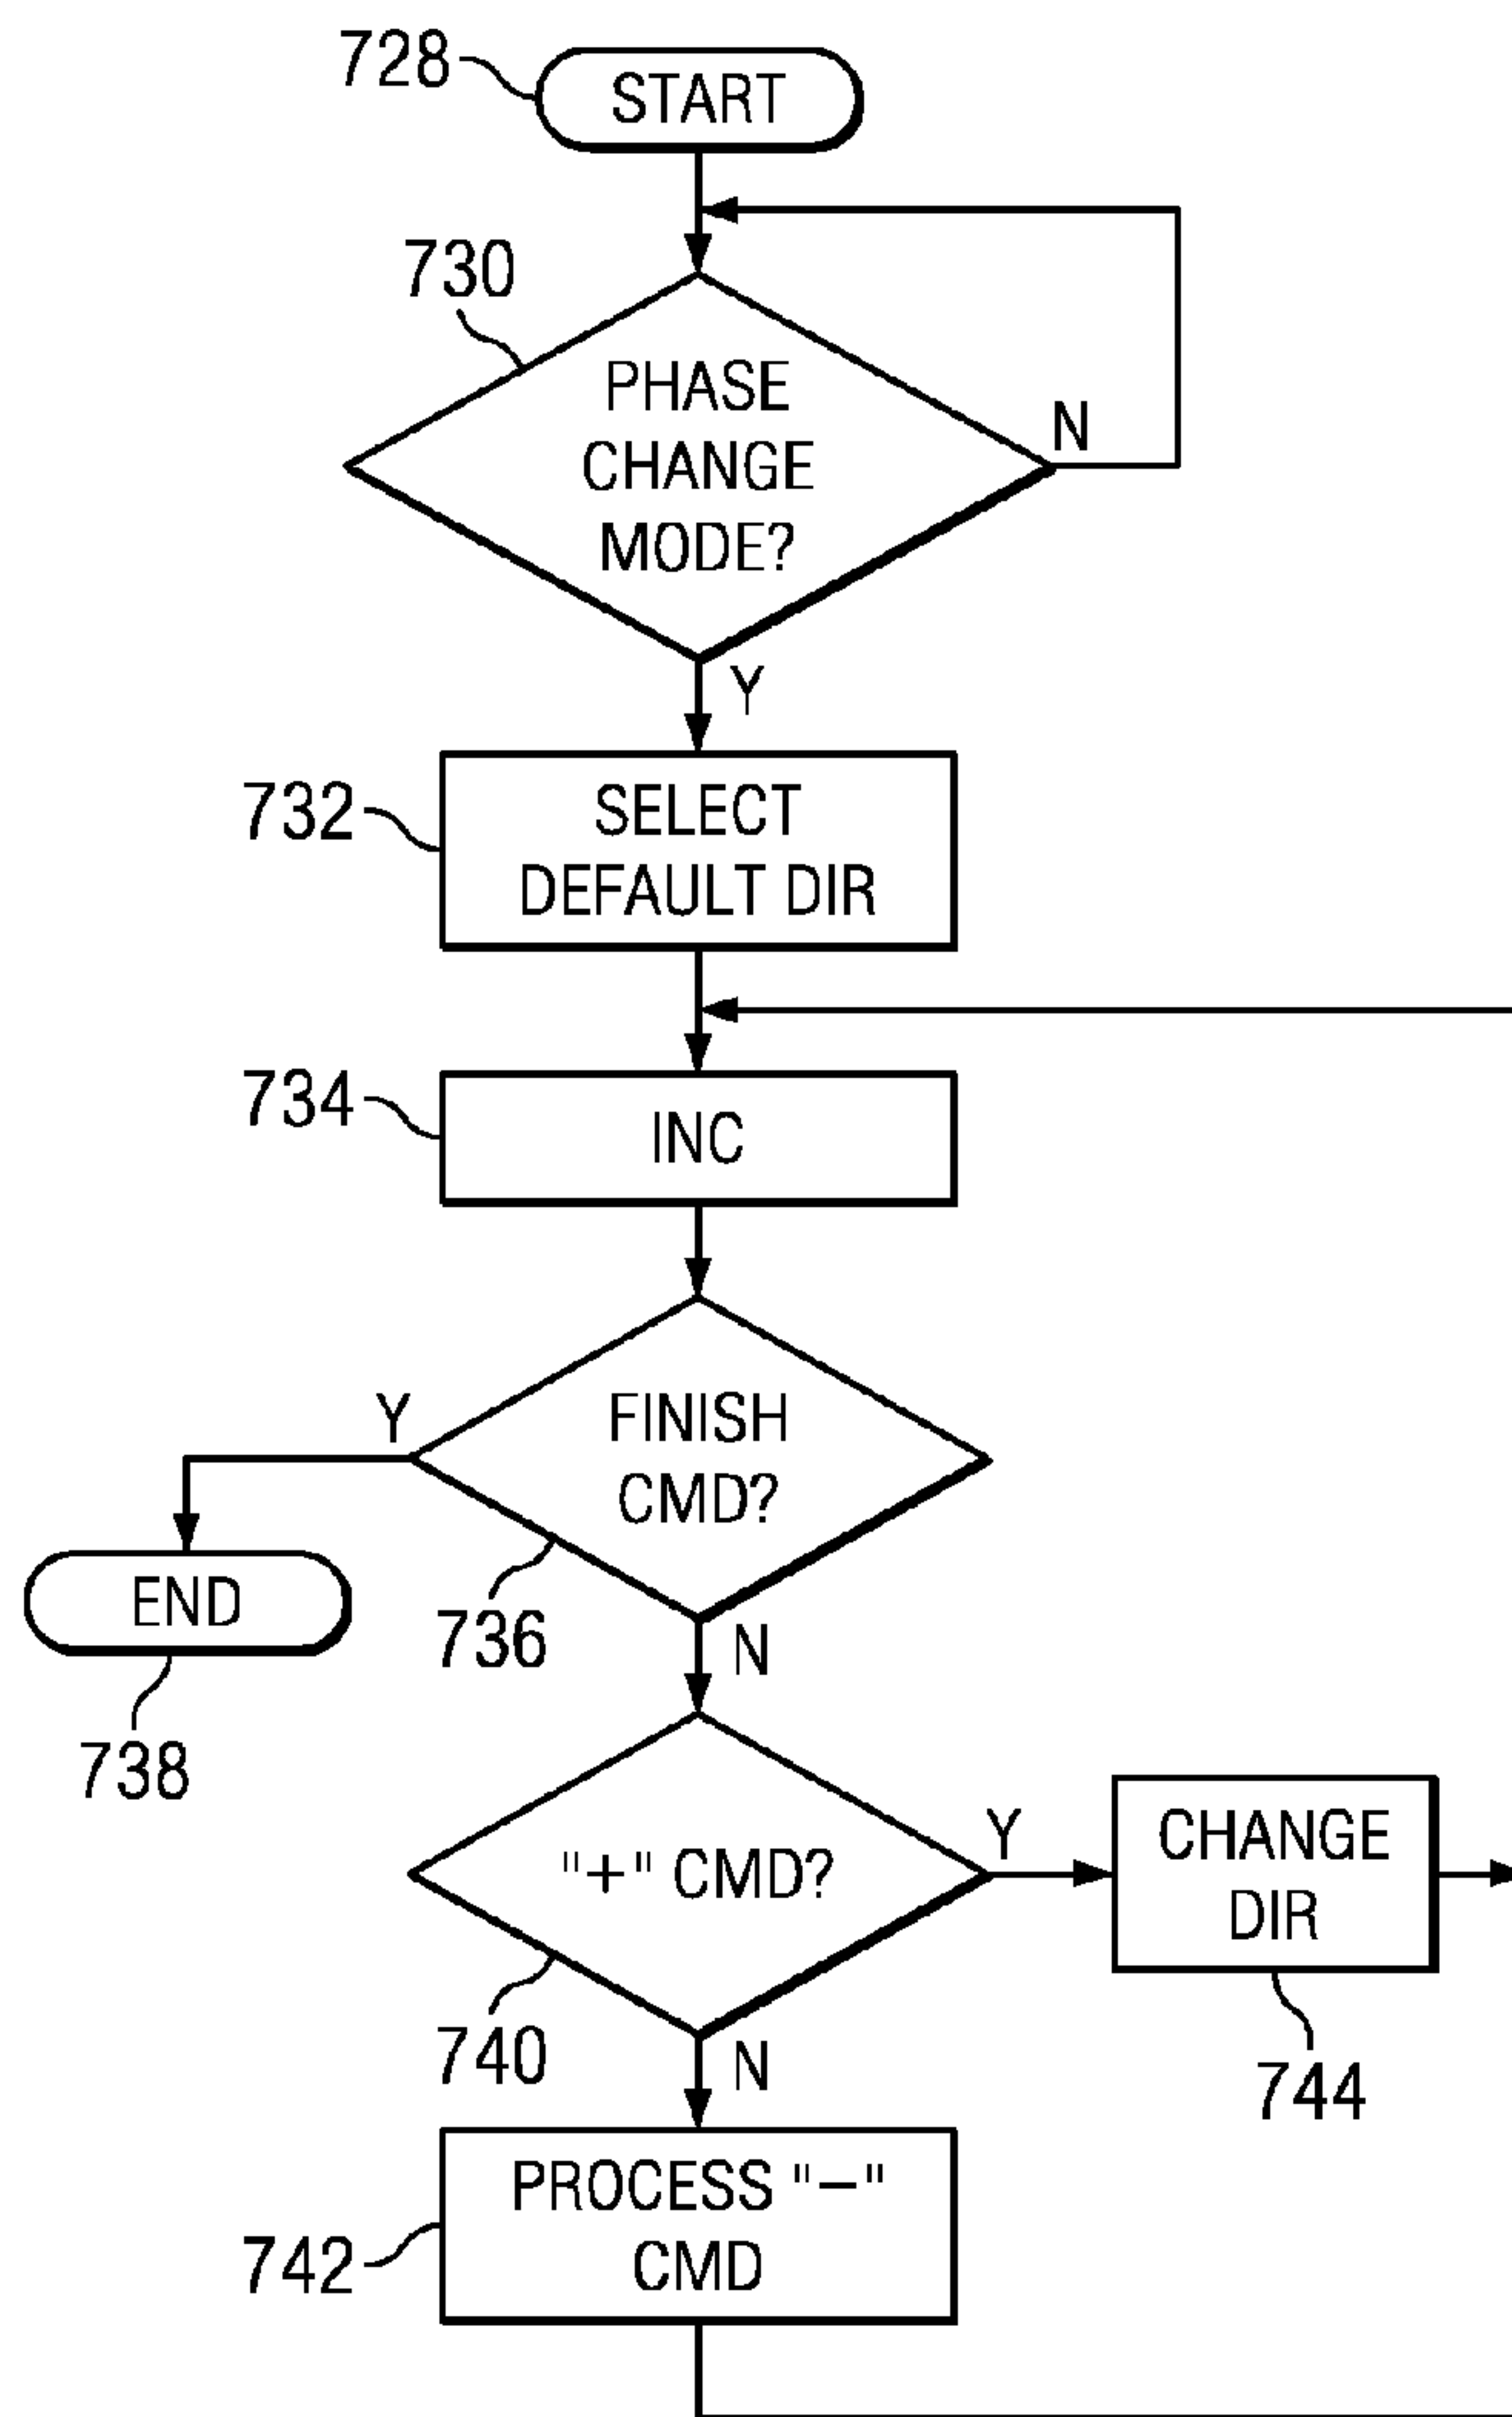 728
START
730
PHASE
CHANGE
MODE?
N
Y
732
SELECT
DEFAULT DIR
734
INC
Y
FINISH
CMD?
END
736
N
738
"+" CMD?
Y
CHANGE
DIR
740
N
744
PROCESS "—"
CMD
742